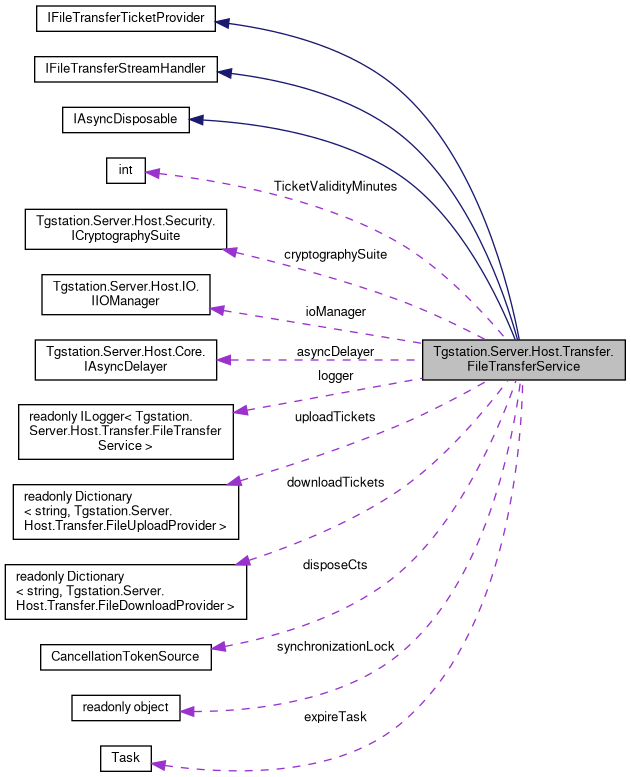 IFileTransferTicketProvider
IFileTransferStreamHandler
IAsyncDisposable
int
TicketValidityMinutes
Tgstation.Server.Host.Security.
ICryptographySuite
cryptographySuite
Tgstation.Server.Host.IO.
IIOManager
ioManager
Tgstation.Server.Host.Core.
IAsyncDelayer
asyncDelayer
Tgstation.Server.Host.Transfer.
FileTransferService
logger
readonly ILogger< Tgstation.
Server.Host.Transfer.FileTransfer
Service >
uploadTickets
readonly Dictionary
< string, Tgstation.Server.
Host.Transfer.FileUploadProvider >
downloadTickets
readonly Dictionary
< string, Tgstation.Server.
Host.Transfer.FileDownloadProvider >
disposeCts
CancellationTokenSource
synchronizationLock
readonly object
expireTask
Task